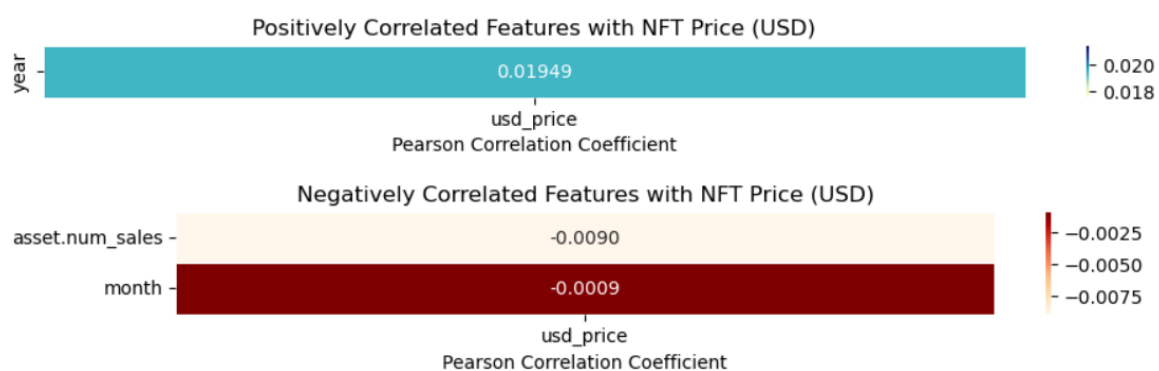 Positively Correlated Features with NFT Price (USD)
year
0.01949
0.020
0.018
usd_price
Pearson Correlation Coefficient
Negatively Correlated Features with NFT Price (USD)
asset.num_sales
-0.0090
month
-0.0009
−0.0025
−0.0050
−0.0075
usd_price
Pearson Correlation Coefficient